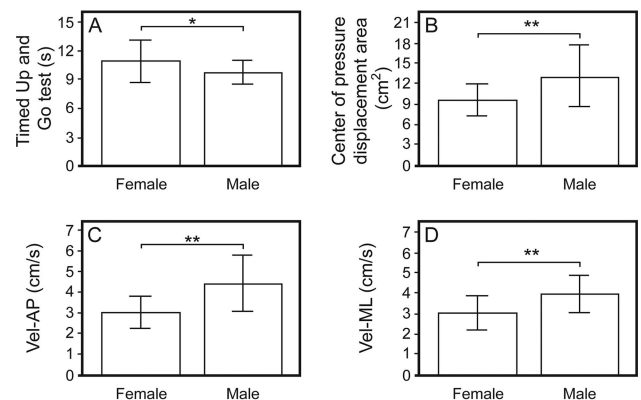 A
Timed Up and
Go test (s)
15
12
9
6
3
0
*
Female Male
B
Center of pressure
displacement area
(cm²)
21
18
15
12
9
6
3
0
**
Female Male
C
Vel-AP (cm/s)
7
6
5
4
3
2
1
0
**
Female Male
D
Vel-ML (cm/s)
7
6
5
4
3
2
1
0
**
Female Male